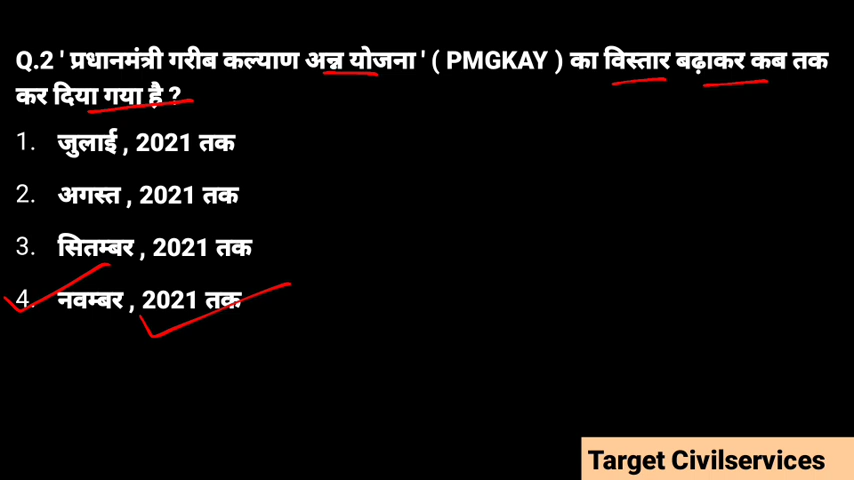 Q.2 ' प्रधानमंत्री गरीब कल्याण अन्न योजना ' ( PMGKAY ) का विस्तार बढ़ाकर कब तक
कर दिया गया है ?
1. जुलाई , 2021 तक
2. अगस्त , 2021 तक
3. सितम्बर , 2021 तक
4. नवम्बर , 2021 तक
Target Civilservices